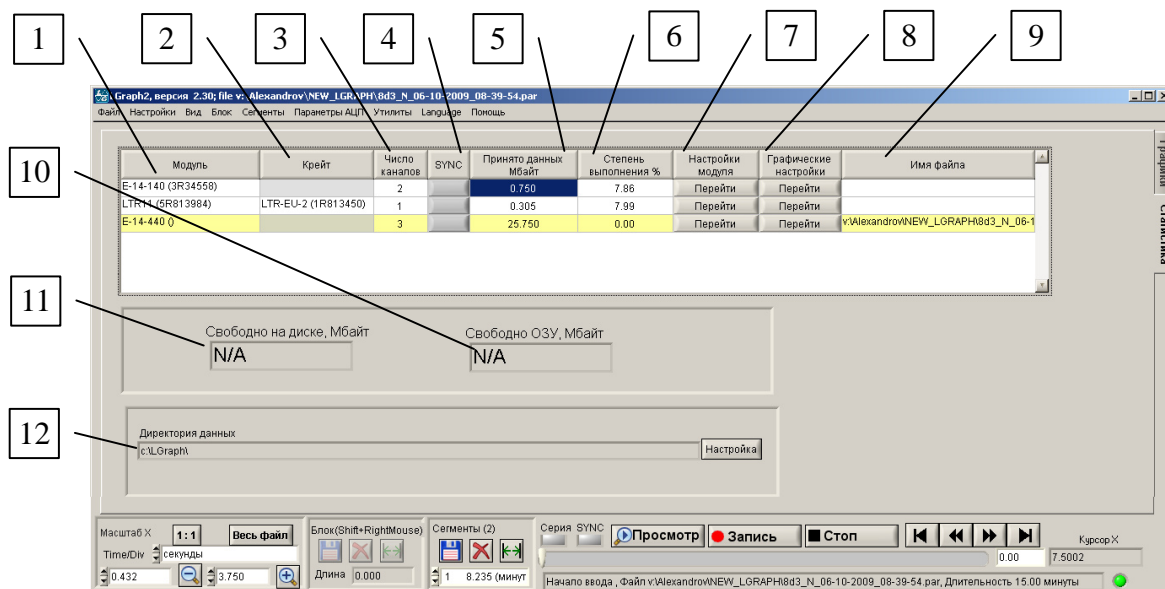 1 2 3 4 5 6 7 8 9
LGraph2, версия 2.30; file v:\Alexandrov\NEW_LGRAPH\8d3_N_06-10-2009_08-39-54.par
Файл Настройки Вид Блок Сегменты Параметры АЦП Утилиты Language Помощь
Модуль Крейт Число каналов SYNC Принято данных Мбайт Степень выполнения % Настройки модуля Графические настройки Имя файла
E-14-140 (3R34558) 2 0.750 7.86 Перейти Перейти
LTR11 (5R813984) LTR-EU-2 (1R813450) 1 0.305 7.99 Перейти Перейти
E-14-440 () 3 25.750 0.00 Перейти Перейти v:\Alexandrov\NEW_LGRAPH\8d3_N_06-1
Графики
Статистика
10
11
Свободно на диске, Мбайт Свободно ОЗУ, Мбайт
N/A N/A
12
Директория данных
c:\LGraph\ Настройка
Масштаб X 1:1 Весь файл
Time/Div секунды
0.432 3.750
Блок(Shift+RightMouse)
Длина 0.000
Сегменты (2)
1 8.235 (минут
Серия SYNC Просмотр Запись Стоп
Курсор X
0.00 7.5002
Начало ввода , Файл v:\Alexandrov\NEW_LGRAPH\8d3_N_06-10-2009_08-39-54.par, Длительность 15.00 минуты